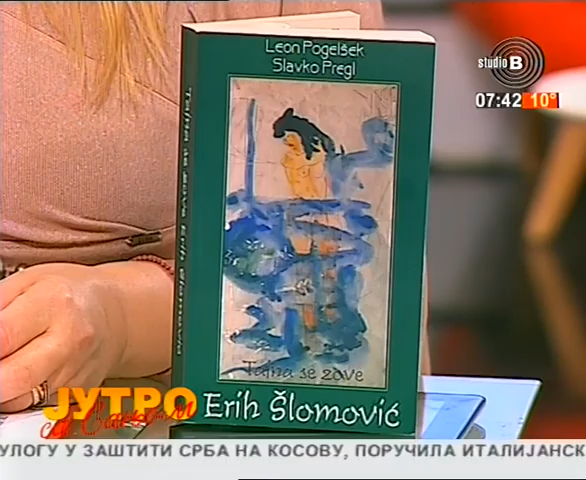 Leon Pogelšek
Slavko Pregl
studio B
07:42 10°
Tajna se zove Erih Šlomović
Tajna se zove
Erih Šlomović
ЈУТРО
УЛОГУ У ЗАШТИТИ СРБА НА КОСОВУ, ПОРУЧИЛА ИТАЛИЈАНСК